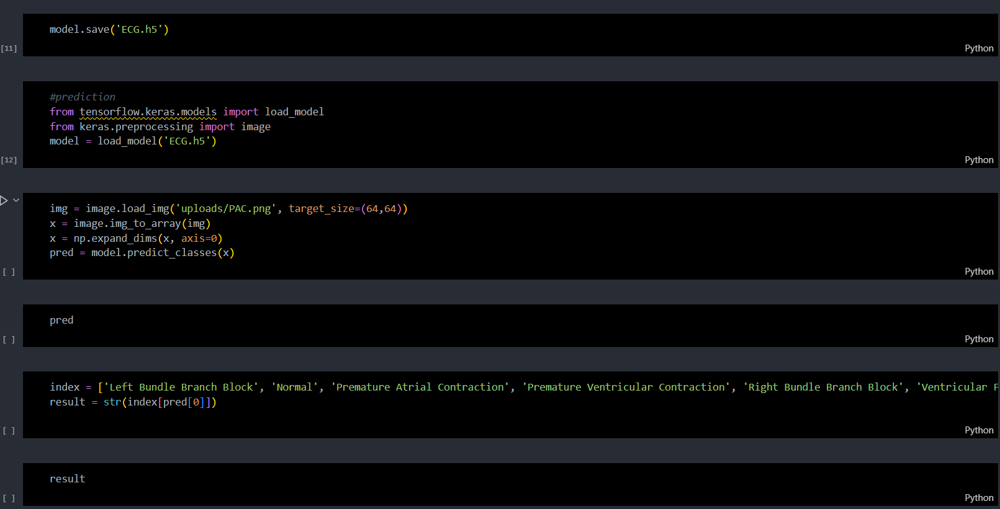 model.save('ECG.h5')
[11]
Python
#prediction
from tensorflow.keras.models import load_model
from keras.preprocessing import image
model = load_model('ECG.h5')
[12]
Python
img = image.load_img('uploads/PAC.png', target_size=(64,64))
x = image.img_to_array(img)
x = np.expand_dims(x, axis=0)
pred = model.predict_classes(x)
[ ]
Python
pred
[ ]
Python
index = ['Left Bundle Branch Block', 'Normal', 'Premature Atrial Contraction', 'Premature Ventricular Contraction', 'Right Bundle Branch Block', 'Ventricular F
result = str(index[pred[0]])
[ ]
Python
result
[ ]
Python